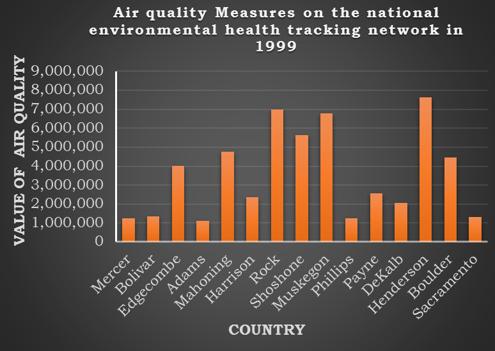 Air quality Measures on the national
environmental health tracking network in
1999
VALUE OF AIR QUALITY
9,000,000
8,000,000
7,000,000
6,000,000
5,000,000
4,000,000
3,000,000
2,000,000
1,000,000
0
Mercer
Bolivar
Edgecombe
Adams
Mahoning
Harrison
Rock
Shoshone
Muskogon
Phillips
Payne
DeKalb
Henderson
Boulder
Sacramento
COUNTRY